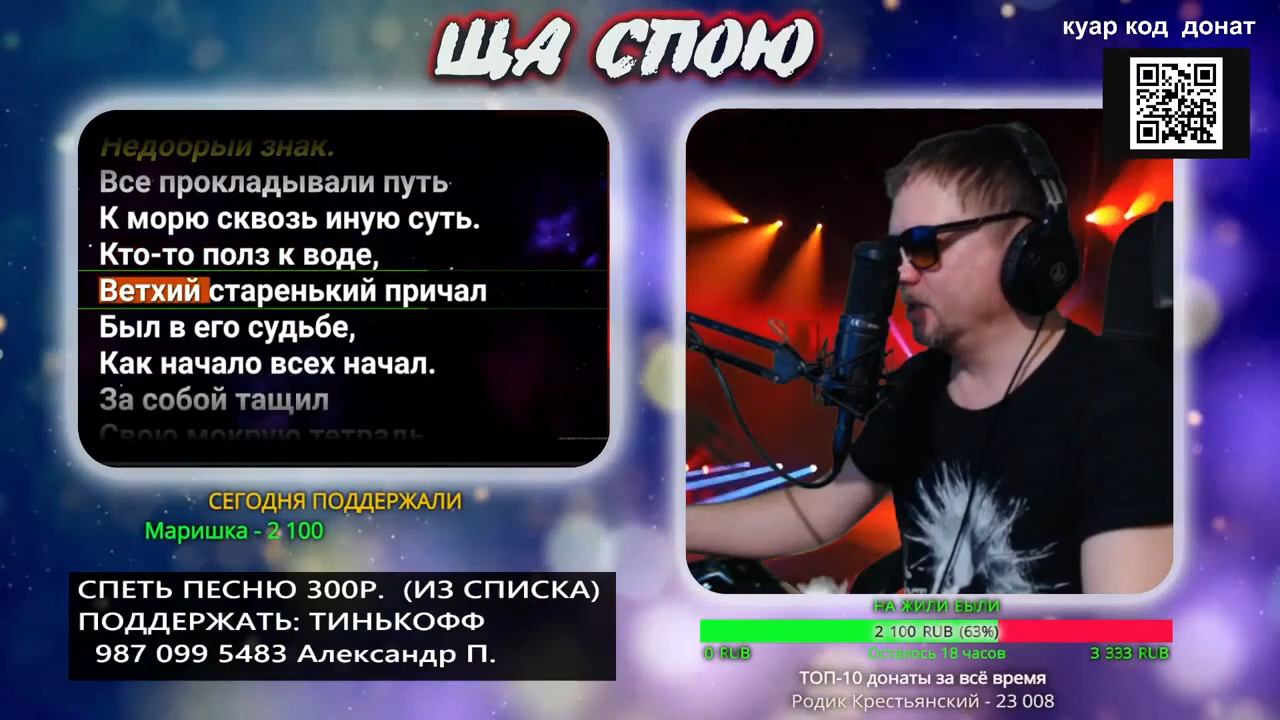 ЩА СПОЮ
куар код донат
Недобрый знак.
Все прокладывали путь
К морю сквозь иную суть.
Кто-то полз к воде,
Ветхий старенький причал
Был в его судьбе,
Как начало всех начал.
За собой тащил
Свою мокрую тетрадь
СЕГОДНЯ ПОДДЕРЖАЛИ
Маришка - 2 100
СПЕТЬ ПЕСНЮ 300Р. (ИЗ СПИСКА)
ПОДДЕРЖАТЬ: ТИНЬКОФФ
987 099 5483 Александр П.
НА ЖИЛИ БЫЛИ
2 100 RUB (63%)
0 RUB
Осталось 18 часов
3 333 RUB
ТОП-10 донаты за всё время
Родик Крестьянский - 23 008